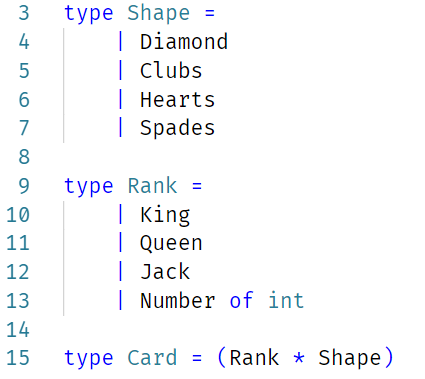 3 type Shape =
4 | Diamond
5 | Clubs
6 | Hearts
7 | Spades
8
9 type Rank =
10 | King
11 | Queen
12 | Jack
13 | Number of int
14
15 type Card = (Rank * Shape)